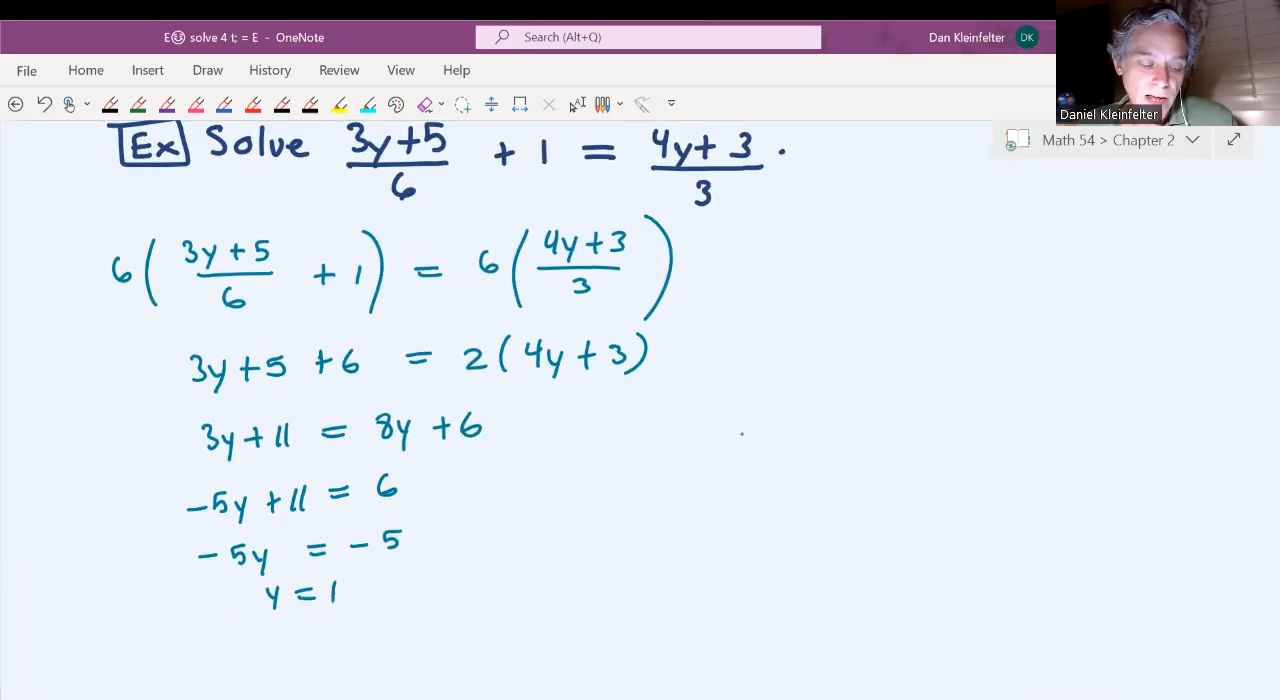 E😊 solve 4 t; = E - OneNote
Search (Alt+Q)
Dan Kleinfelter DK
File Home Insert Draw History Review View Help
Daniel Kleinfelter
Math 54 > Chapter 2
Ex Solve (3y+5)/6 + 1 = (4y+3)/3.
6((3y+5)/6 + 1) = 6((4y+3)/3)
3y+5 +6 = 2(4y+3)
3y+11 = 8y+6
-5y+11 = 6
-5y = -5
y = 1